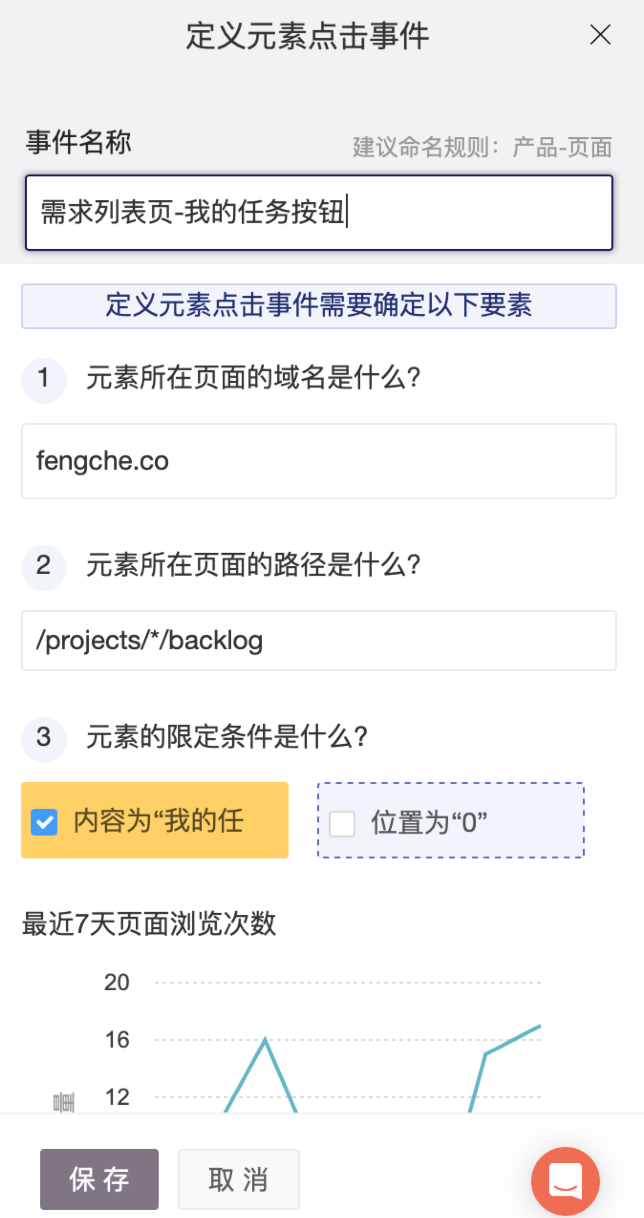 定义元素点击事件
事件名称
建议命名规则：产品-页面
需求列表页-我的任务按钮
定义元素点击事件需要确定以下要素
1 元素所在页面的域名是什么?
fengche.co
2 元素所在页面的路径是什么?
/projects/*/backlog
3 元素的限定条件是什么?
内容为“我的任
位置为“0”
最近7天页面浏览次数
20
16
12
保存
取消